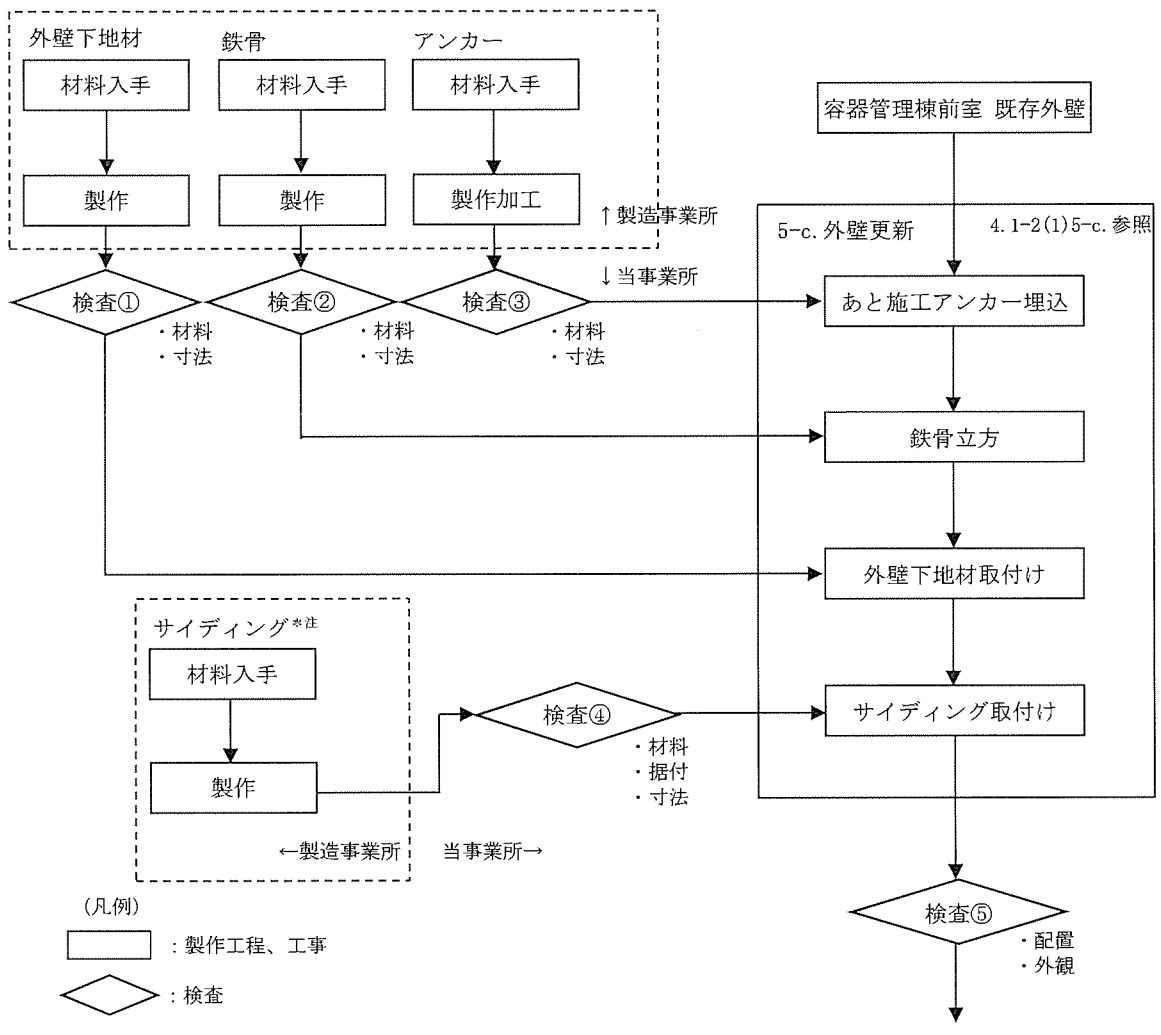 外壁下地材
材料入手
製作
検査①
・材料
・寸法
鉄骨
材料入手
製作
検査②
・材料
・寸法
アンカー
材料入手
製作加工
検査③
・材料
・寸法
↑製造事業所
↓当事業所
容器管理棟前室 既存外壁
5-c. 外壁更新
4.1-2(1)5-c. 参照
あと施工アンカー埋込
鉄骨立方
外壁下地材取付け
サイディング取付け
サイディング*注
材料入手
製作
←製造事業所
当事業所→
検査④
・材料
・据付
・寸法
検査⑤
・配置
・外観
(凡例)
:製作工程、工事
:検査